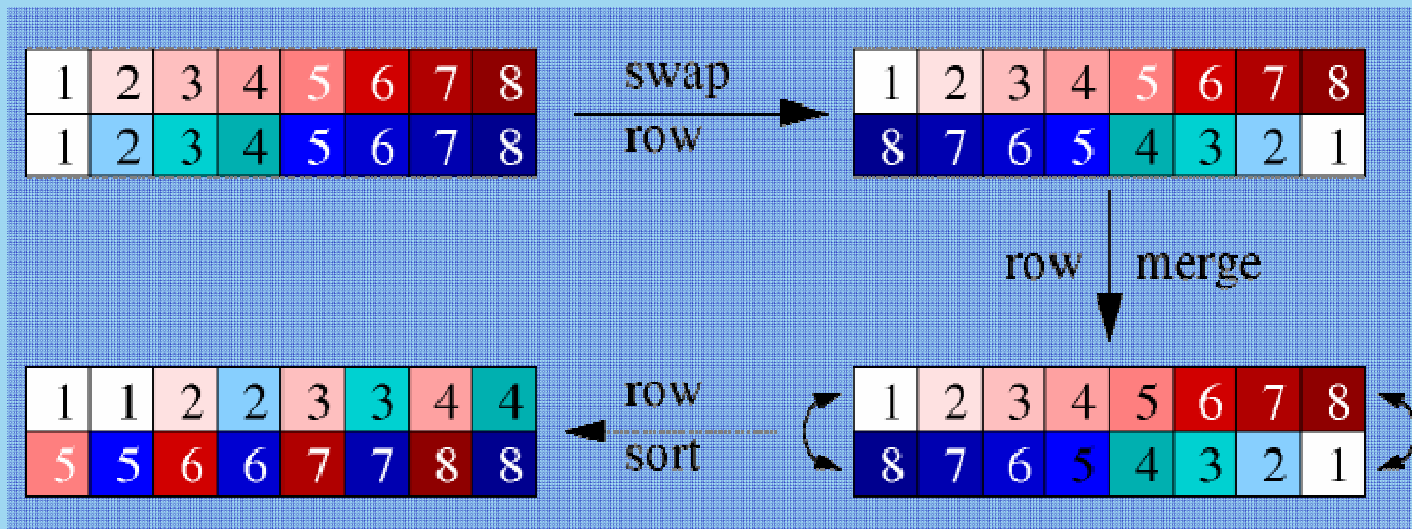 1 2 3 4 5 6 7 8
1 2 3 4 5 6 7 8
swap
row
1 2 3 4 5 6 7 8
8 7 6 5 4 3 2 1
row merge
1 2 3 4 5 6 7 8
8 7 6 5 4 3 2 1
row
sort
1 1 2 2 3 3 4 4
5 5 6 6 7 7 8 8